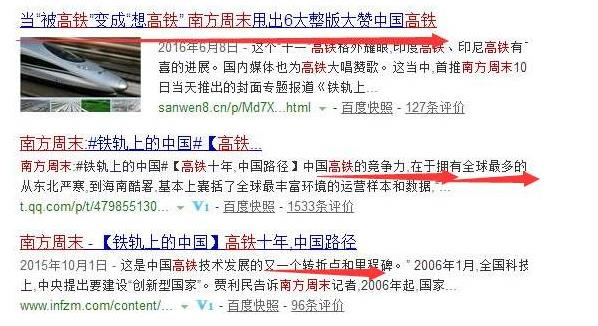 当“被高铁”变成“想高铁” 南方周末用出6大整版大赞中国高铁
2016年6月8日 - 这个“十一”高铁格外耀眼,印度高铁、印尼高铁有
喜的进展。国内媒体也为高铁大唱赞歌。这当中,首推南方周末10
日当天推出的封面专题报道《铁轨上...
sanwen8.cn/p/Md7X...html - 百度快照 - 127条评价
南方周末:#铁轨上的中国#【高铁...
南方周末:#铁轨上的中国#【高铁十年,中国路径】中国高铁的竞争力,在于拥有全球最多的
从东北严寒,到海南酷署,基本上囊括了全球最丰富环境的运营样本和数据,“...
t.qq.com/p/t/479855130... V1 - 百度快照 - 1533条评价
南方周末 - 【铁轨上的中国】高铁十年,中国路径
2015年10月1日 - 这是中国高铁技术发展的又一个转折点和里程碑。” 2006年1月,全国科技
上,中央提出要建设“创新型国家”。贾利民告诉南方周末记者,2006年起,国家...
www.infzm.com/content/... V1 - 百度快照 - 96条评价